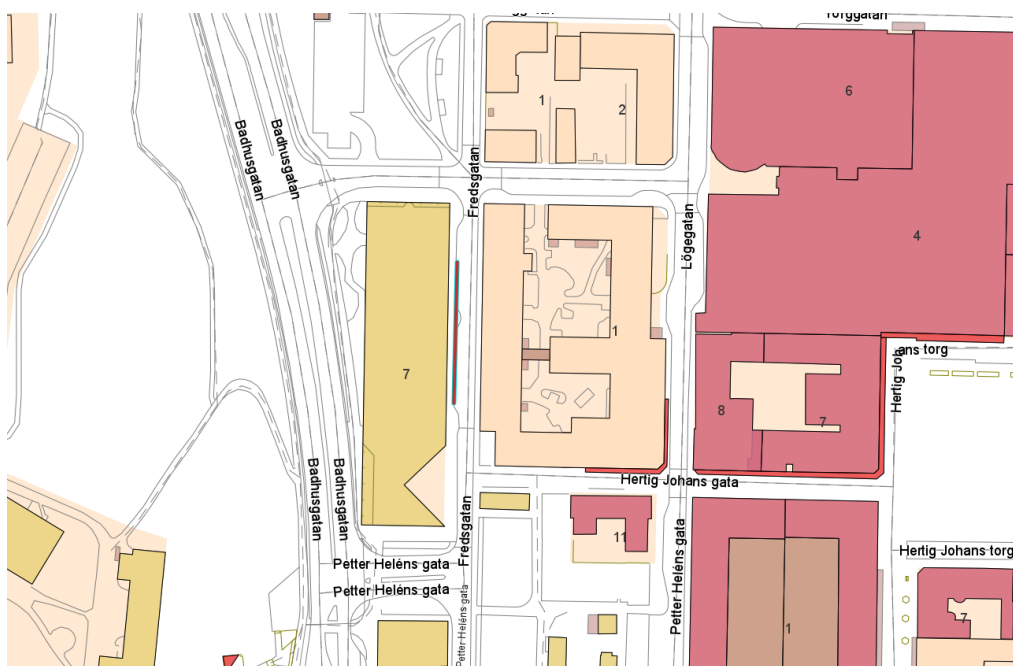 Torggatan
6
1
2
Badhusgatan
Badhusgatan
Fredsgatan
Lögegatan
4
1
ans torg
Hertig Joh
7
8
7
Hertig Johans gata
Badhusgatan
Badhusgatan
Fredsgatan
Petter Heléns gata
11
Hertig Johans torg
Petter Heléns gata
Petter Heléns gata
Petter Heléns gata
7
1